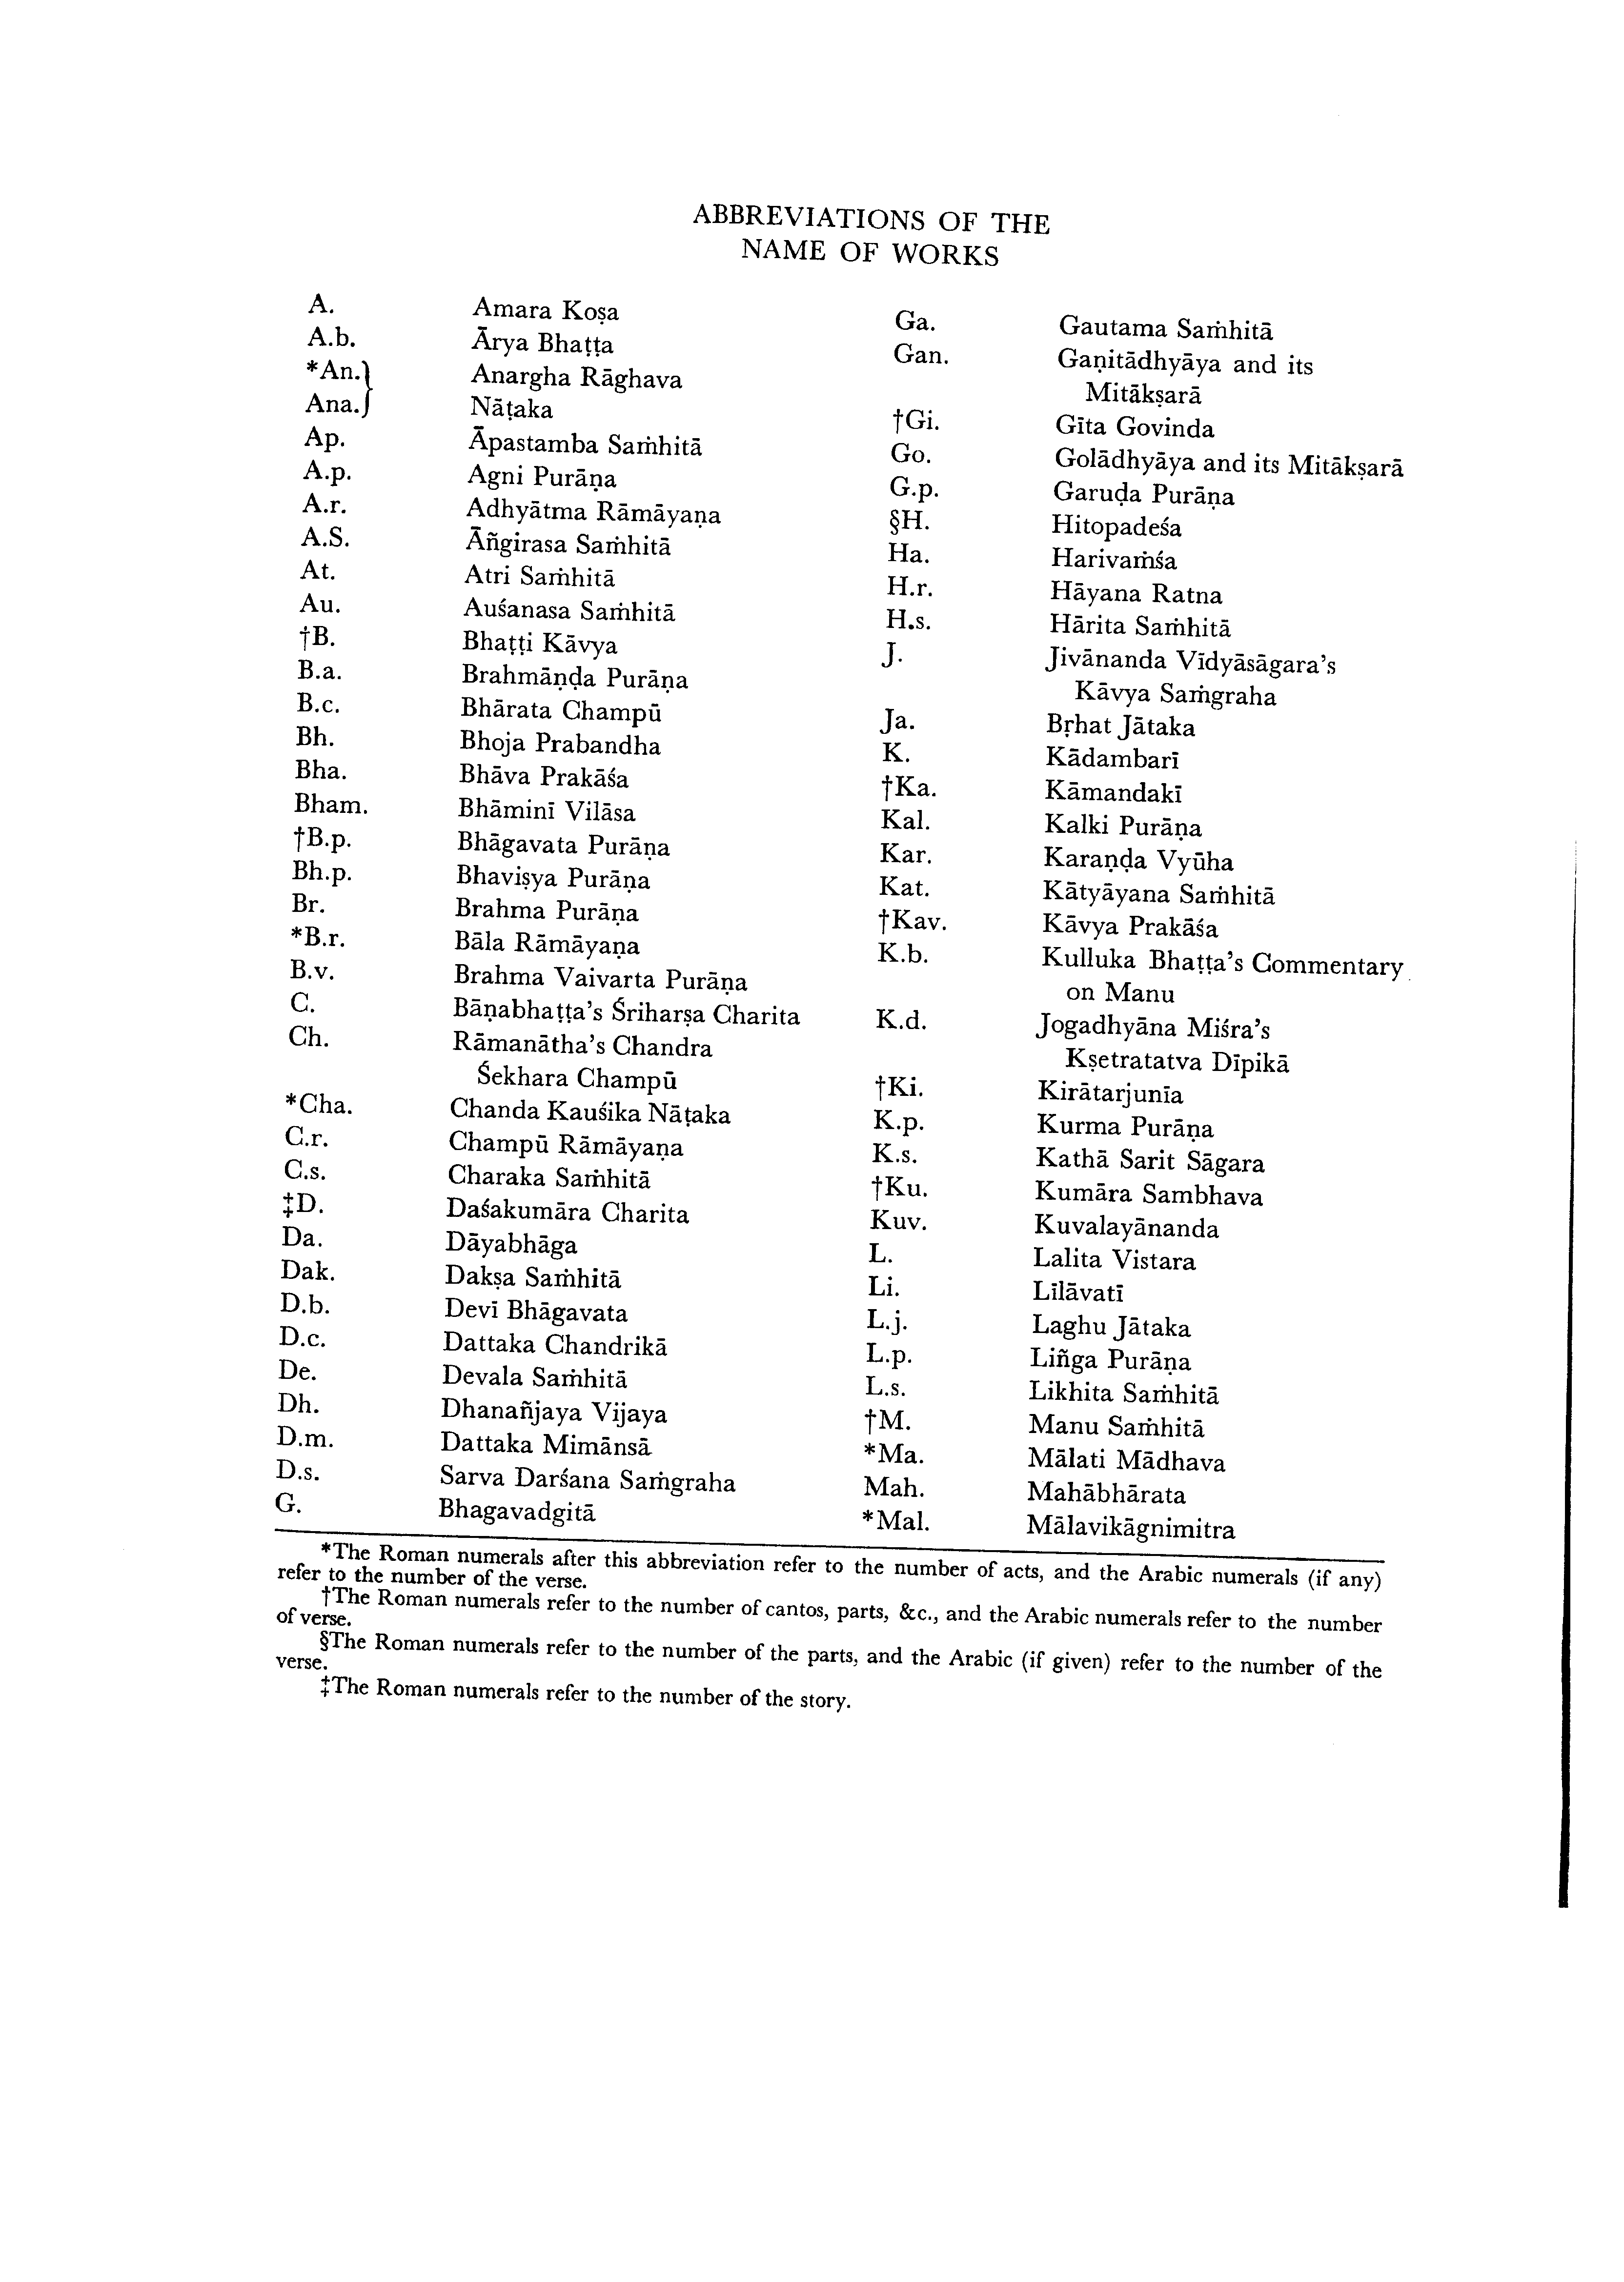 ABBREVIATIONS OF THE
NAME OF WORKS
A. Amara Koṣa
A.b. Ārya Bhaṭṭa
*An.} Anargha Rāghava
Ana.} Nāṭaka
Ap. Āpastamba Saṁhitā
A.p. Agni Purāṇa
A.r. Adhyātma Rāmāyaṇa
A.S. Āñgirasa Saṁhitā
At. Atri Saṁhitā
Au. Auśanasa Saṁhitā
†B. Bhaṭṭi Kāvya
B.a. Brahmāṇḍa Purāṇa
B.c. Bhārata Champū
Bh. Bhoja Prabandha
Bha. Bhāva Prakāśa
Bham. Bhāminī Vilāsa
†B.p. Bhāgavata Purāṇa
Bh.p. Bhaviṣya Purāṇa
Br. Brahma Purāṇa
*B.r. Bāla Rāmāyaṇa
B.v. Brahma Vaivarta Purāṇa
C. Bāṇabhaṭṭa's Śriharṣa Charita
Ch. Rāmanātha's Chandra
Śekhara Champū
*Cha. Chanda Kauśika Nāṭaka
C.r. Champū Rāmāyaṇa
C.s. Charaka Saṁhitā
‡D. Daśakumāra Charita
Da. Dāyabhāga
Dak. Dakṣa Saṁhitā
D.b. Devī Bhāgavata
D.c. Dattaka Chandrikā
De. Devala Saṁhitā
Dh. Dhanañjaya Vijaya
D.m. Dattaka Mimānsā
D.s. Sarva Darśana Saṁgraha
G. Bhagavadgitā
Ga. Gautama Saṁhitā
Gan. Gaṇitādhyāya and its
Mitākṣarā
†Gi. Gīta Govinda
Go. Golādhyāya and its Mitākṣarā
G.p. Garuḍa Purāṇa
§H. Hitopadeśa
Ha. Harivaṁśa
H.r. Hāyana Ratna
H.s. Hārita Saṁhitā
J. Jivānanda Vīdyāsāgara's
Kāvya Saṁgraha
Ja. Bṛhat Jātaka
K. Kādambarī
†Ka. Kāmandakī
Kal. Kalki Purāṇa
Kar. Karaṇḍa Vyūha
Kat. Kātyāyana Saṁhitā
†Kav. Kāvya Prakāśa
K.b. Kulluka Bhaṭṭa's Commentary
on Manu
K.d. Jogadhyāna Miśra's
Kṣetratatva Dīpikā
†Ki. Kirātarjunīa
K.p. Kurma Purāṇa
K.s. Kathā Sarit Sāgara
†Ku. Kumāra Sambhava
Kuv. Kuvalayānanda
L. Lalita Vistara
Li. Līlāvatī
L.j. Laghu Jātaka
L.p. Liñga Purāṇa
L.s. Likhita Saṁhitā
†M. Manu Saṁhitā
*Ma. Mālati Mādhava
Mah. Mahābhārata
*Mal. Mālavikāgnimitra
*The Roman numerals after this abbreviation refer to the number of acts, and the Arabic numerals (if any)
refer to the number of the verse.
†The Roman numerals refer to the number of cantos, parts, &c., and the Arabic numerals refer to the number
of verse.
§The Roman numerals refer to the number of the parts, and the Arabic (if given) refer to the number of the
verse.
‡The Roman numerals refer to the number of the story.